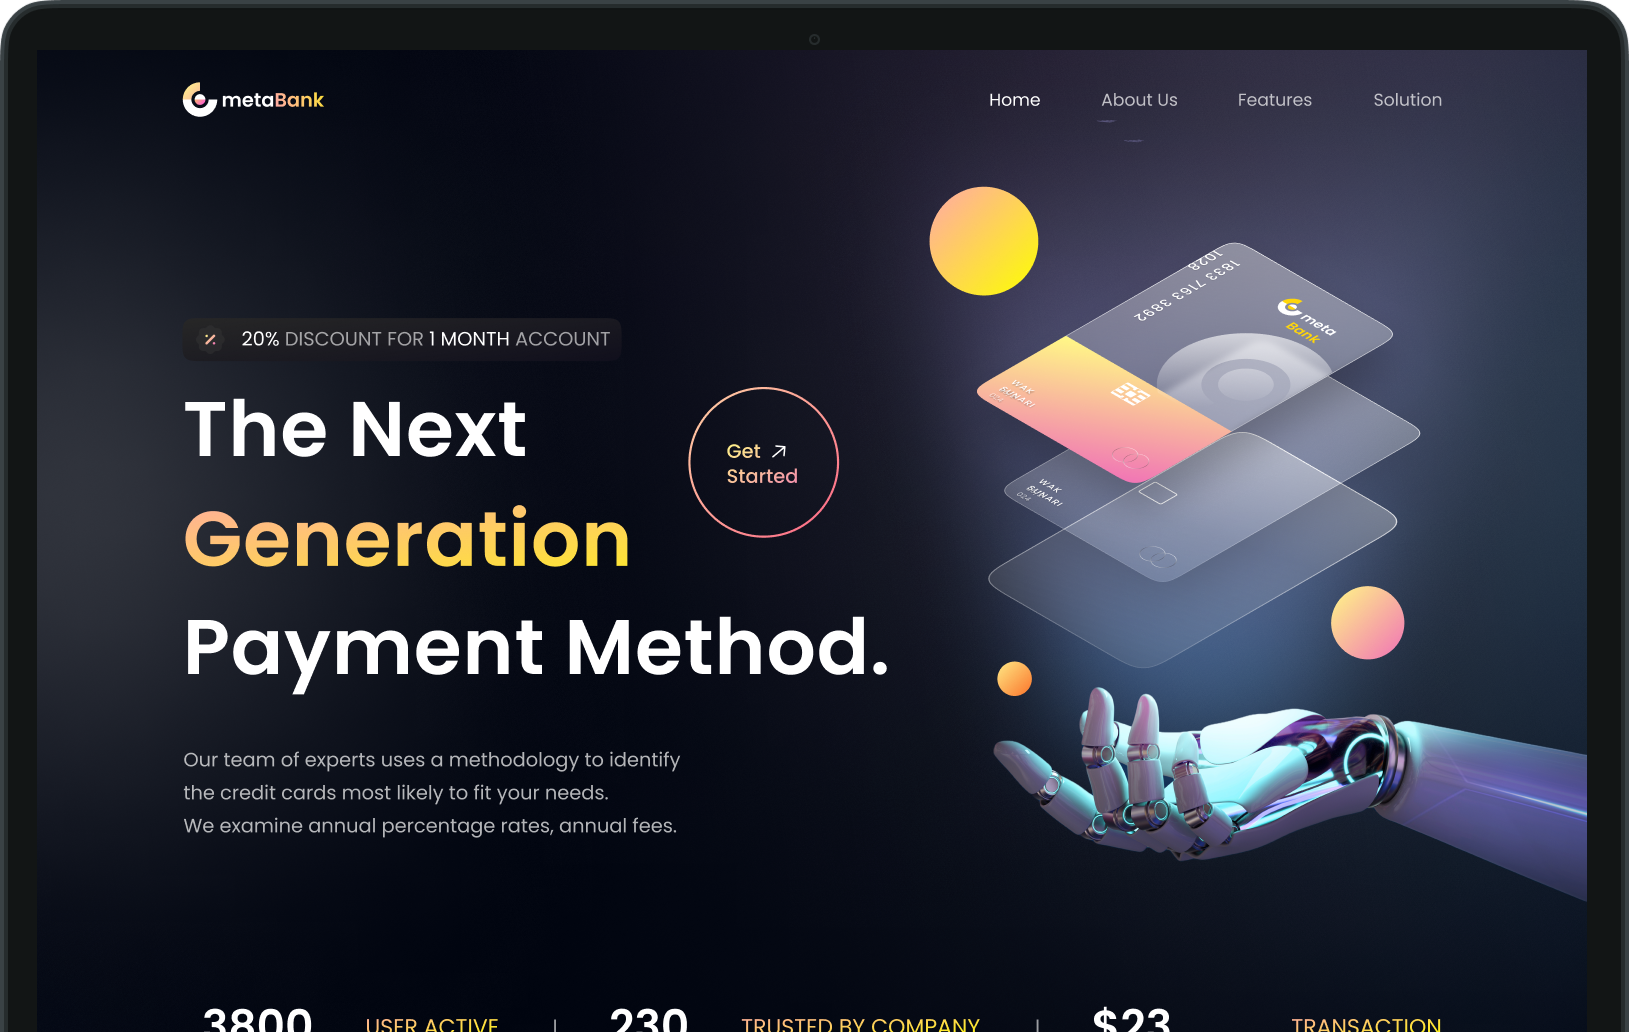 metaBank
Home
About Us
Features
Solution
20% DISCOUNT FOR 1 MONTH ACCOUNT
The Next
Generation
Payment Method.
Get
Started
Our team of experts uses a methodology to identify
the credit cards most likely to fit your needs.
We examine annual percentage rates, annual fees.
1833 7163 3892
1028
meta
Bank
WAK
SUNARI
WAK
SUNARI
024
3800
USER ACTIVE
230
TRUSTED BY COMPANY
$23
TRANSACTION